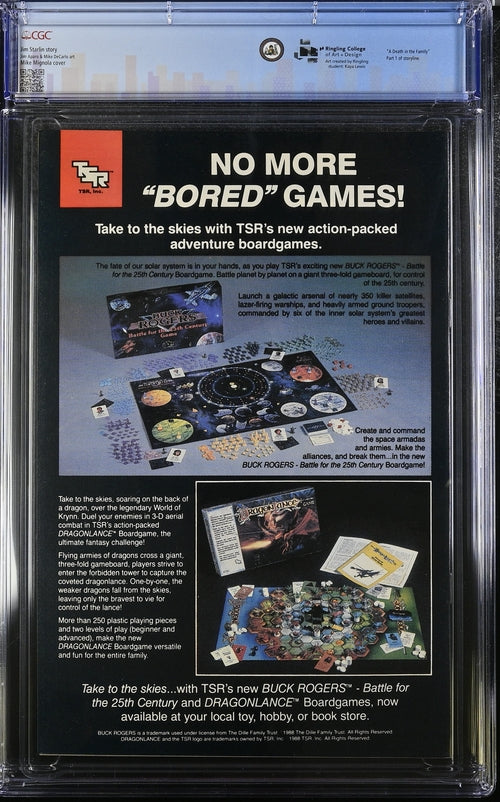 CGC
Jim Starlin story
Jim Aparo & Mike DeCarlo art
Mike Mignola cover
Ringling College
of Art + Design
Art created by Ringling
student: Kaya Lewis
"A Death in the Family"
Part 1 of storyline
TSR
TSR, Inc.
NO MORE
"BORED" GAMES!
Take to the skies with TSR's new action-packed
adventure boardgames.
The fate of our solar system is in your hands, as you play TSR's exciting new BUCK ROGERS™ - Battle
for the 25th Century Boardgame. Battle planet by planet on a giant three-fold gameboard, for control
of the 25th century.
Launch a galactic arsenal of nearly 350 killer satellites,
lazer-firing warships, and heavily armed ground troopers,
commanded by six of the inner solar system's greatest
heroes and villains.
BUCK
ROGERS
Battle for the 25th Century
Game
Create and command
the space armadas
and armies. Make the
alliances, and break them...in the new
BUCK ROGERS - Battle for the 25th Century Boardgame!
Take to the skies, soaring on the back of
a dragon, over the legendary World of
Krynn. Duel your enemies in 3-D aerial
combat in TSR's action-packed
DRAGONLANCE™ Boardgame, the
ultimate fantasy challenge!
Flying armies of dragons cross a giant,
three-fold gameboard, players strive to
enter the forbidden tower to capture the
coveted dragonlance. One-by-one, the
weaker dragons fall from the skies,
leaving only the bravest to vie for
control of the lance!
More than 250 plastic playing pieces
and two levels of play (beginner and
advanced), make the new
DRAGONLANCE Boardgame versatile
and fun for the entire family.
DRAGONLANCE
Take to the skies...with TSR's new BUCK ROGERS™ - Battle for
the 25th Century and DRAGONLANCE™ Boardgames, now
available at your local toy, hobby, or book store.
BUCK ROGERS is a trademark used under license from The Dille Family Trust 1988 The Dille Family Trust. All Rights Reserved
DRAGONLANCE and the TSR logo are trademarks owned by TSR, Inc. 1988 TSR, Inc. All Rights Reserved.